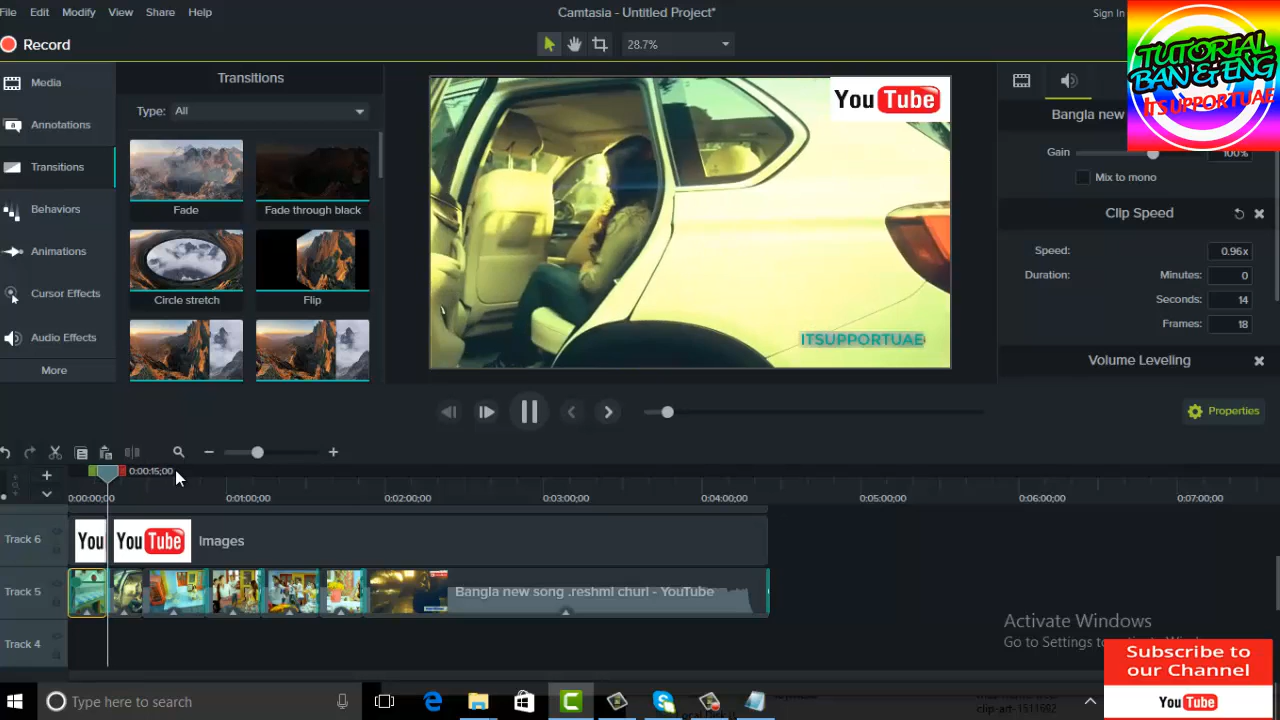 File Edit Modify View Share Help
Camtasia - Untitled Project*
Sign In
Record
28.7%
TUTORIAL
BAN & ENG
ITSUPPORTUAE
Media
Annotations
Transitions
Behaviors
Animations
Cursor Effects
Audio Effects
More
Transitions
Type: All
Fade
Fade through black
Circle stretch
Flip
YouTube
ITSUPPORTUAE
Bangla new
Gain 100%
Mix to mono
Clip Speed
Speed: 0.96x
Duration: Minutes: 0
Seconds: 14
Frames: 18
Volume Leveling
Properties
0:00:15;00
0:00:00;00 0:01:00;00 0:02:00;00 0:03:00;00 0:04:00;00 0:05:00;00 0:06:00;00 0:07:00;00
Track 6
You YouTube Images
Track 5
Bangla new song .reshmi churi - YouTube
Track 4
Activate Windows
Go to Settings to
Subscribe to
our Channel
YouTube
Type here to search
clip-art-1511982